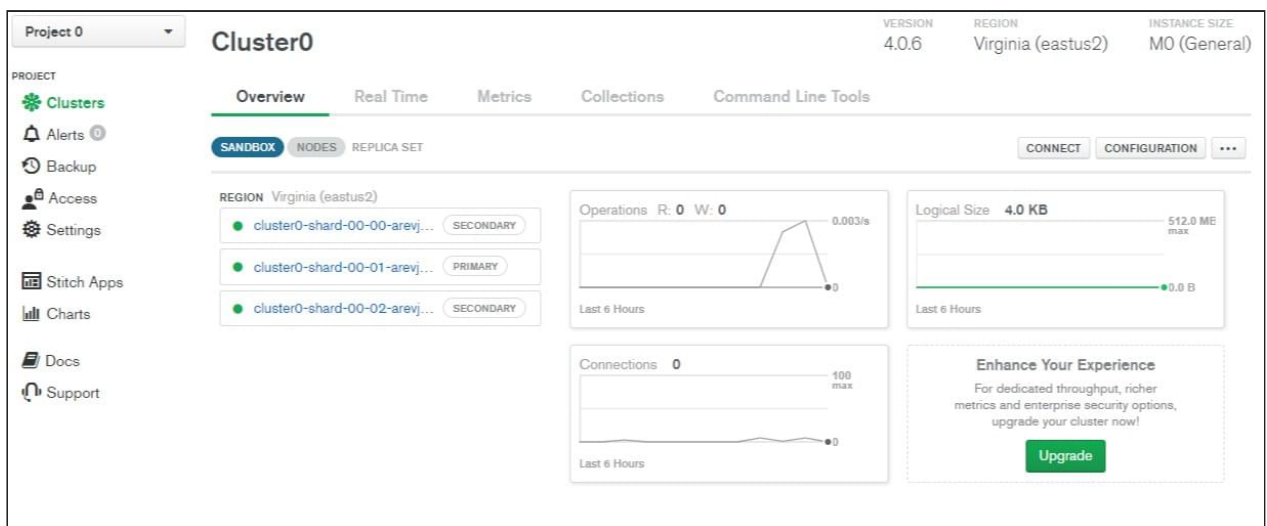 Project 0
PROJECT
Clusters
Alerts 0
Backup
Access
Settings
Stitch Apps
Charts
Docs
Support
Cluster0
VERSION
4.0.6
REGION
Virginia (eastus2)
INSTANCE SIZE
M0 (General)
Overview Real Time Metrics Collections Command Line Tools
SANDBOX NODES REPLICA SET
CONNECT CONFIGURATION ...
REGION Virginia (eastus2)
cluster0-shard-00-00-arevj... SECONDARY
cluster0-shard-00-01-arevj... PRIMARY
cluster0-shard-00-02-arevj... SECONDARY
Operations R: 0 W: 0
0.003/s
0
Last 6 Hours
Logical Size 4.0 KB
512.0 MB
max
0.0 B
Last 6 Hours
Connections 0
100
max
0
Last 6 Hours
Enhance Your Experience
For dedicated throughput, richer
metrics and enterprise security options,
upgrade your cluster now!
Upgrade